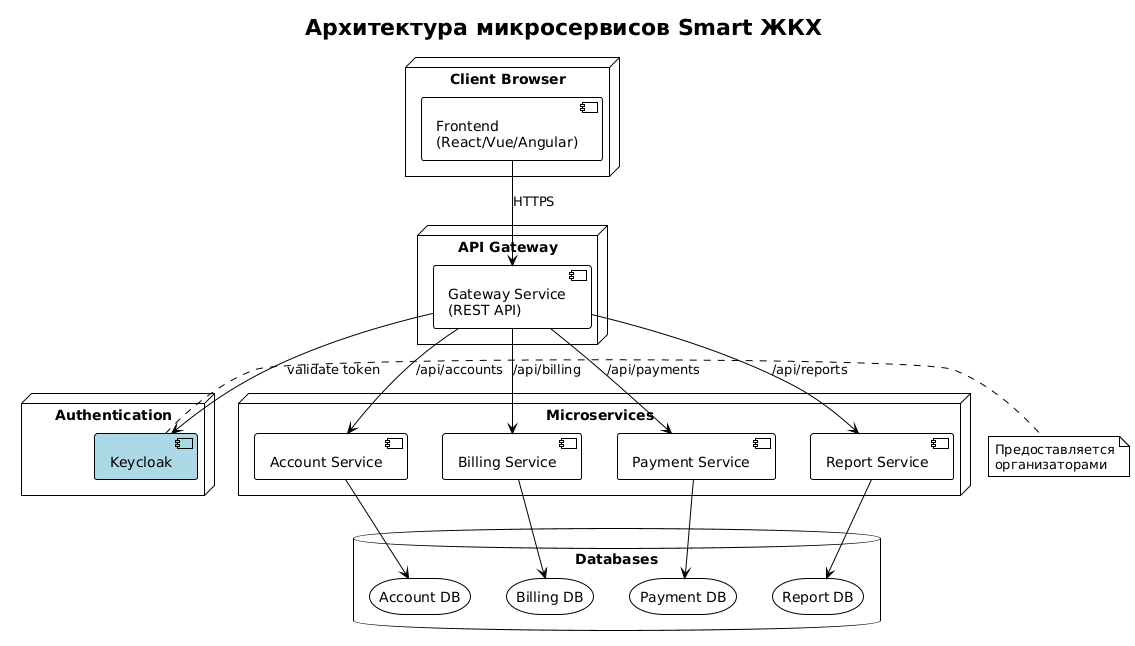 Архитектура микросервисов Smart ЖКХ
Client Browser
Frontend
(React/Vue/Angular)
HTTPS
API Gateway
Gateway Service
(REST API)
validate token
/api/accounts
/api/billing
/api/payments
/api/reports
Authentication
Keycloak
Microservices
Account Service
Billing Service
Payment Service
Report Service
Предоставляется
организаторами
Databases
Account DB
Billing DB
Payment DB
Report DB